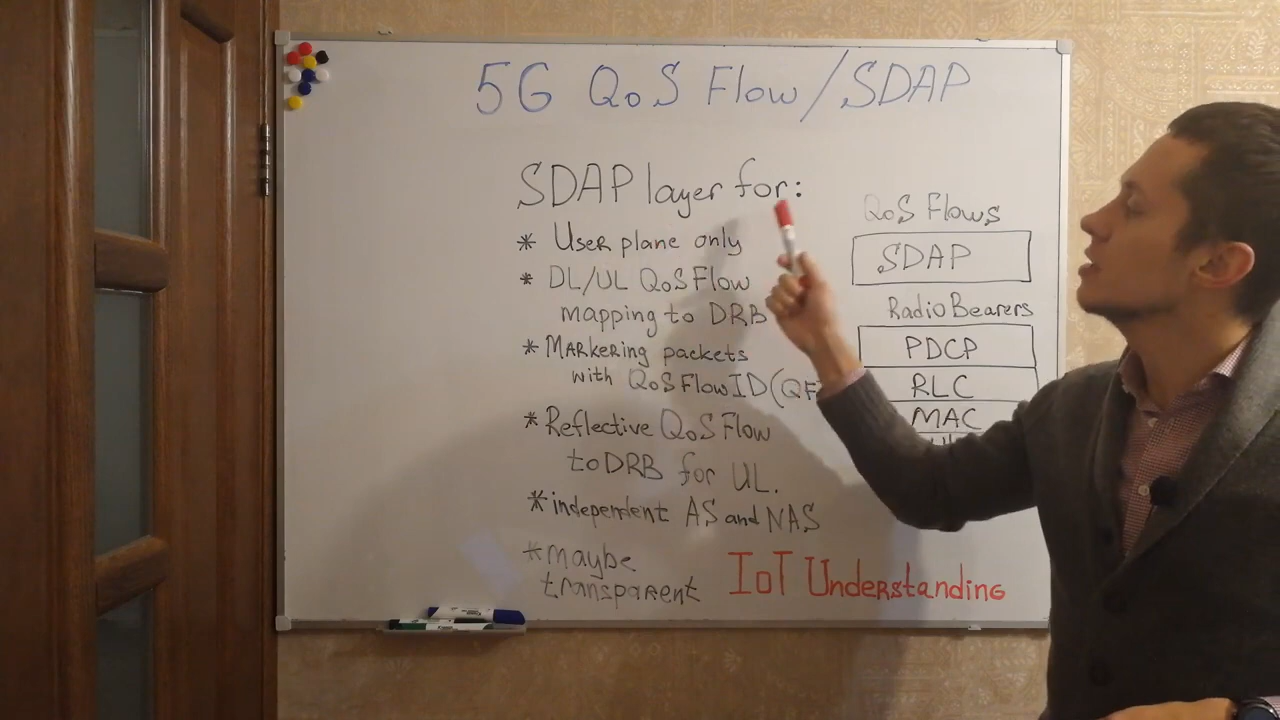 5G QoS Flow/SDAP
SDAP layer for:
* User plane only
* DL/UL QoS Flow
mapping to DRB
* Markering packets
with QoS Flow ID (QF
* Reflective QoS Flow
to DRB for UL.
* independent AS and NAS
* maybe
transparent
IoT Understanding
QoS Flows
SDAP
Radio Bearers
PDCP
RLC
MAC